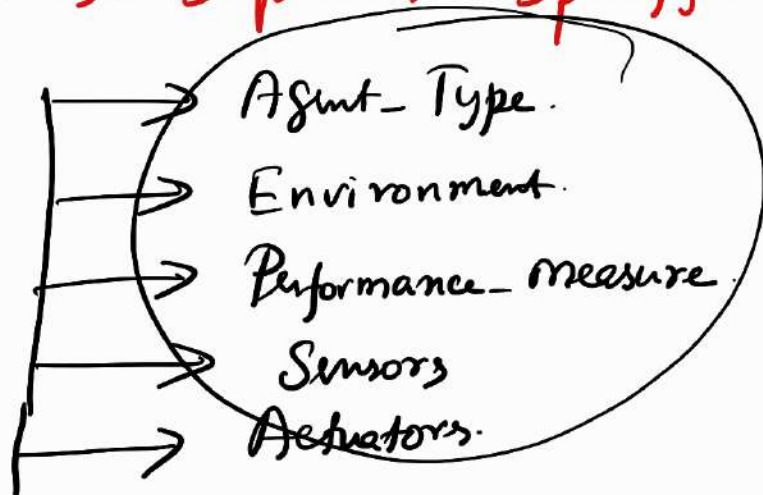 Agent_Type.
Environment.
Performance_measure.
Sensors
Actuators.